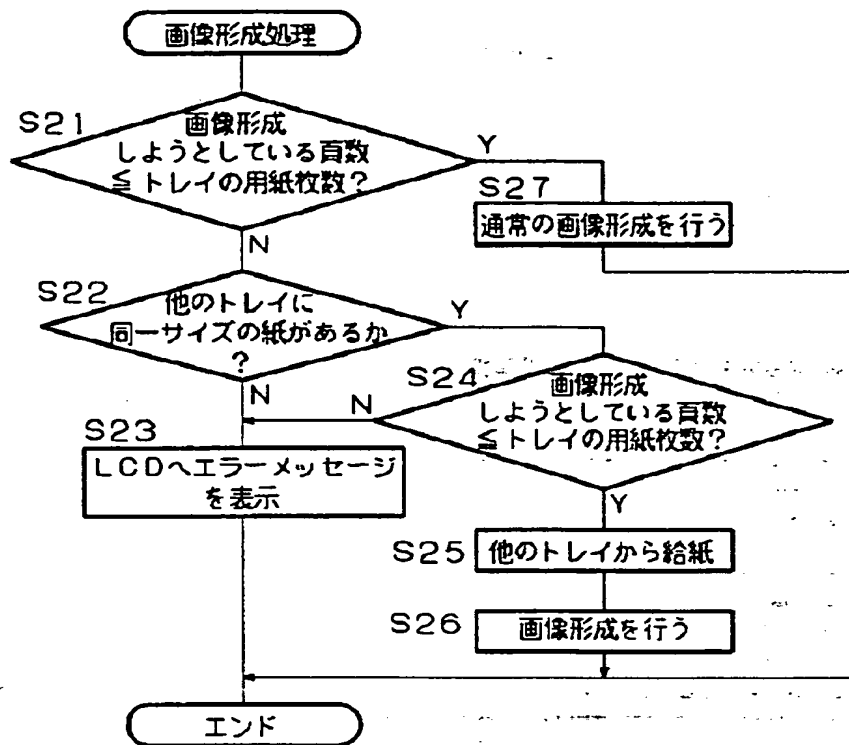 画像形成処理
S21
画像形成
しようとしている頁数
≦トレイの用紙枚数?
Y
S27
通常の画像形成を行う
N
S22
他のトレイに
同一サイズの紙があるか
?
Y
N
S24
画像形成
しようとしている頁数
≦トレイの用紙枚数?
N
Y
S23
LCDへエラーメッセージ
を表示
S25
他のトレイから給紙
S26
画像形成を行う
エンド